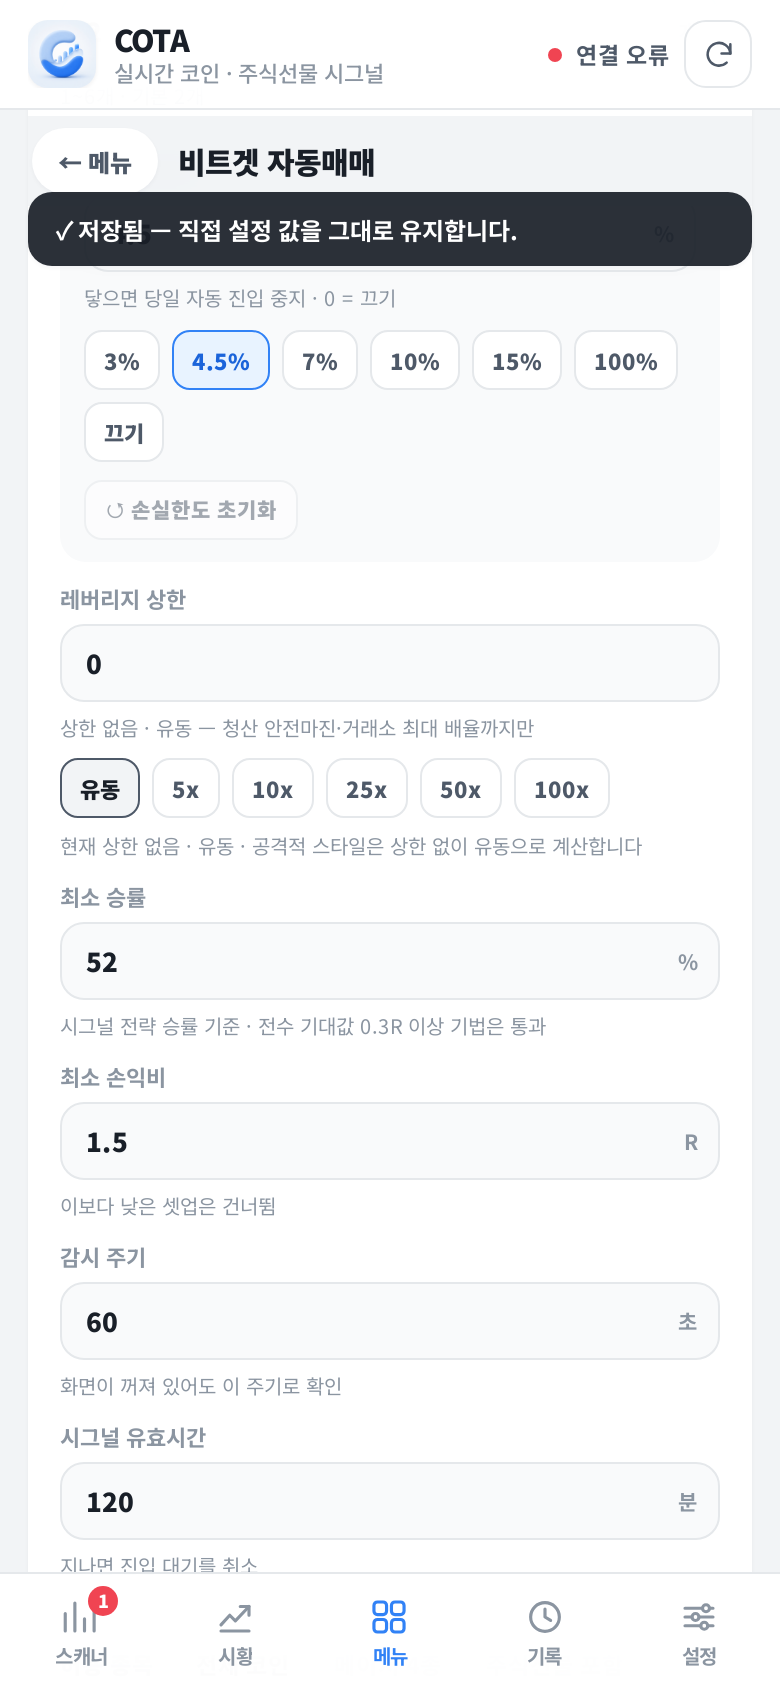 COTA
실시간 코인 · 주식선물 시그널
연결 오류
← 메뉴
비트겟 자동매매
✓ 저장됨 — 직접 설정 값을 그대로 유지합니다.
%
닿으면 당일 자동 진입 중지 · 0 = 끄기
3% 4.5% 7% 10% 15% 100%
끄기
손실한도 초기화
레버리지 상한
0
상한 없음 · 유동 — 청산 안전마진·거래소 최대 배율까지만
유동 5x 10x 25x 50x 100x
현재 상한 없음 · 유동 · 공격적 스타일은 상한 없이 유동으로 계산합니다
최소 승률
52 %
시그널 전략 승률 기준 · 전수 기대값 0.3R 이상 기법은 통과
최소 손익비
1.5 R
이보다 낮은 셋업은 건너뜀
감시 주기
60 초
화면이 꺼져 있어도 이 주기로 확인
시그널 유효시간
120 분
지나면 진입 대기를 취소
1
스캐너 시황 메뉴 기록 설정